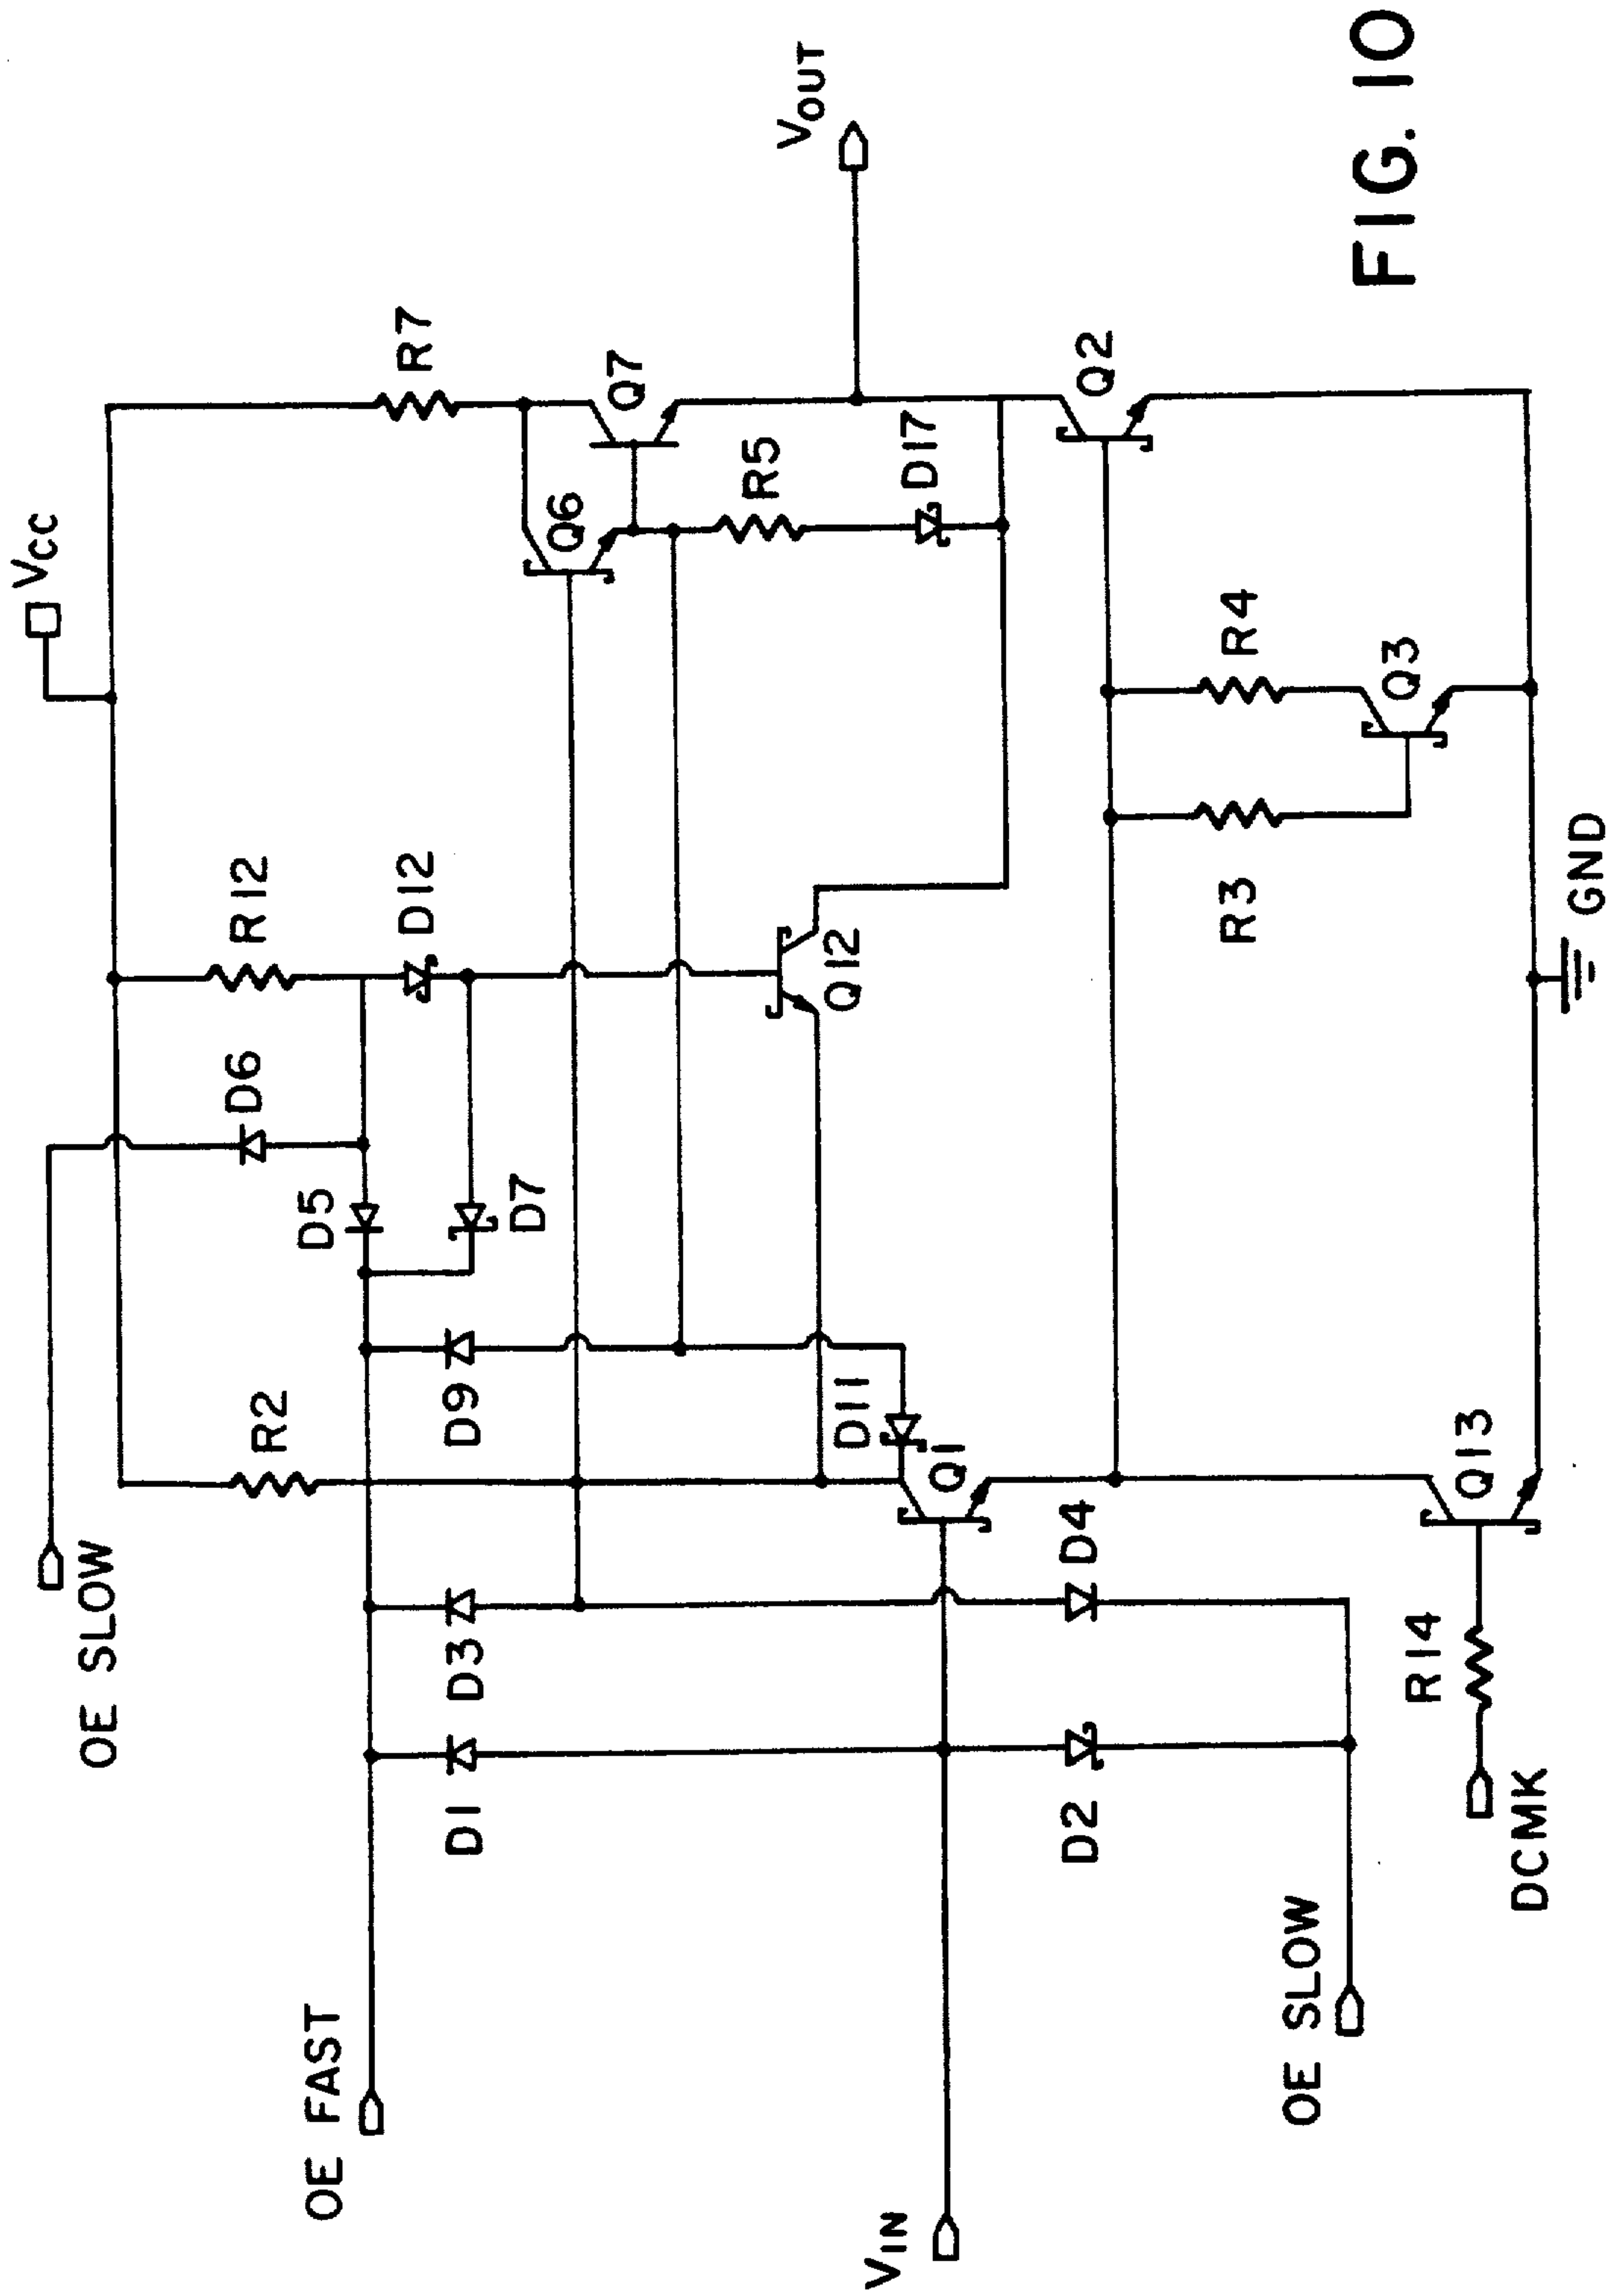 VCC
OE SLOW
R2
D6
R12
R7
OE FAST
D5
D12
D9
D7
Q6
Q7
D1
D3
R5
VOUT
D11
Q12
D17
VIN
Q1
D2
D4
Q2
R3
R4
OE SLOW
R14
Q13
Q3
DCMK
GND
FIG. 10